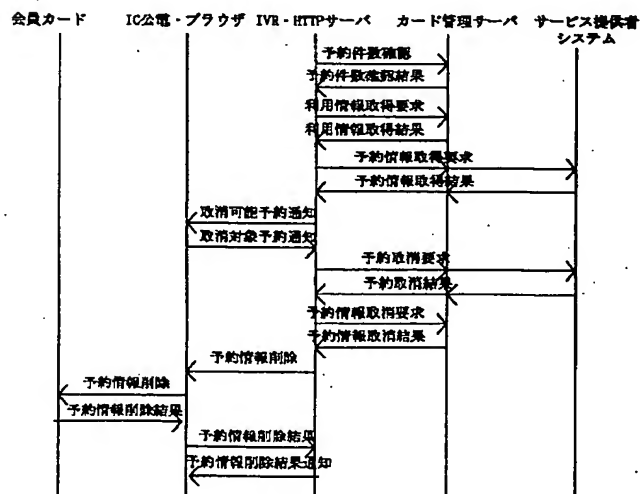 会員カード IC公電・ブラウザ IVR・HTTPサーバ カード管理サーバ サービス提供者
システム
予約件数確認
予約件数確認結果
利用情報取得要求
利用情報取得結果
予約情報取得要求
予約情報取得結果
取消可能予約通知
取消対象予約通知
予約取消要求
予約取消結果
予約情報取消要求
予約情報取消結果
予約情報削除
予約情報削除
予約情報削除結果
予約情報削除結果
予約情報削除結果通知